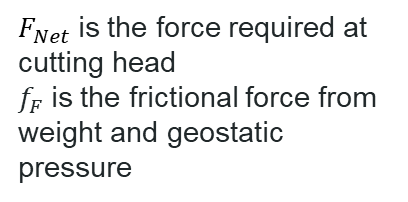 F_Net is the force required at
cutting head
f_F is the frictional force from
weight and geostatic
pressure